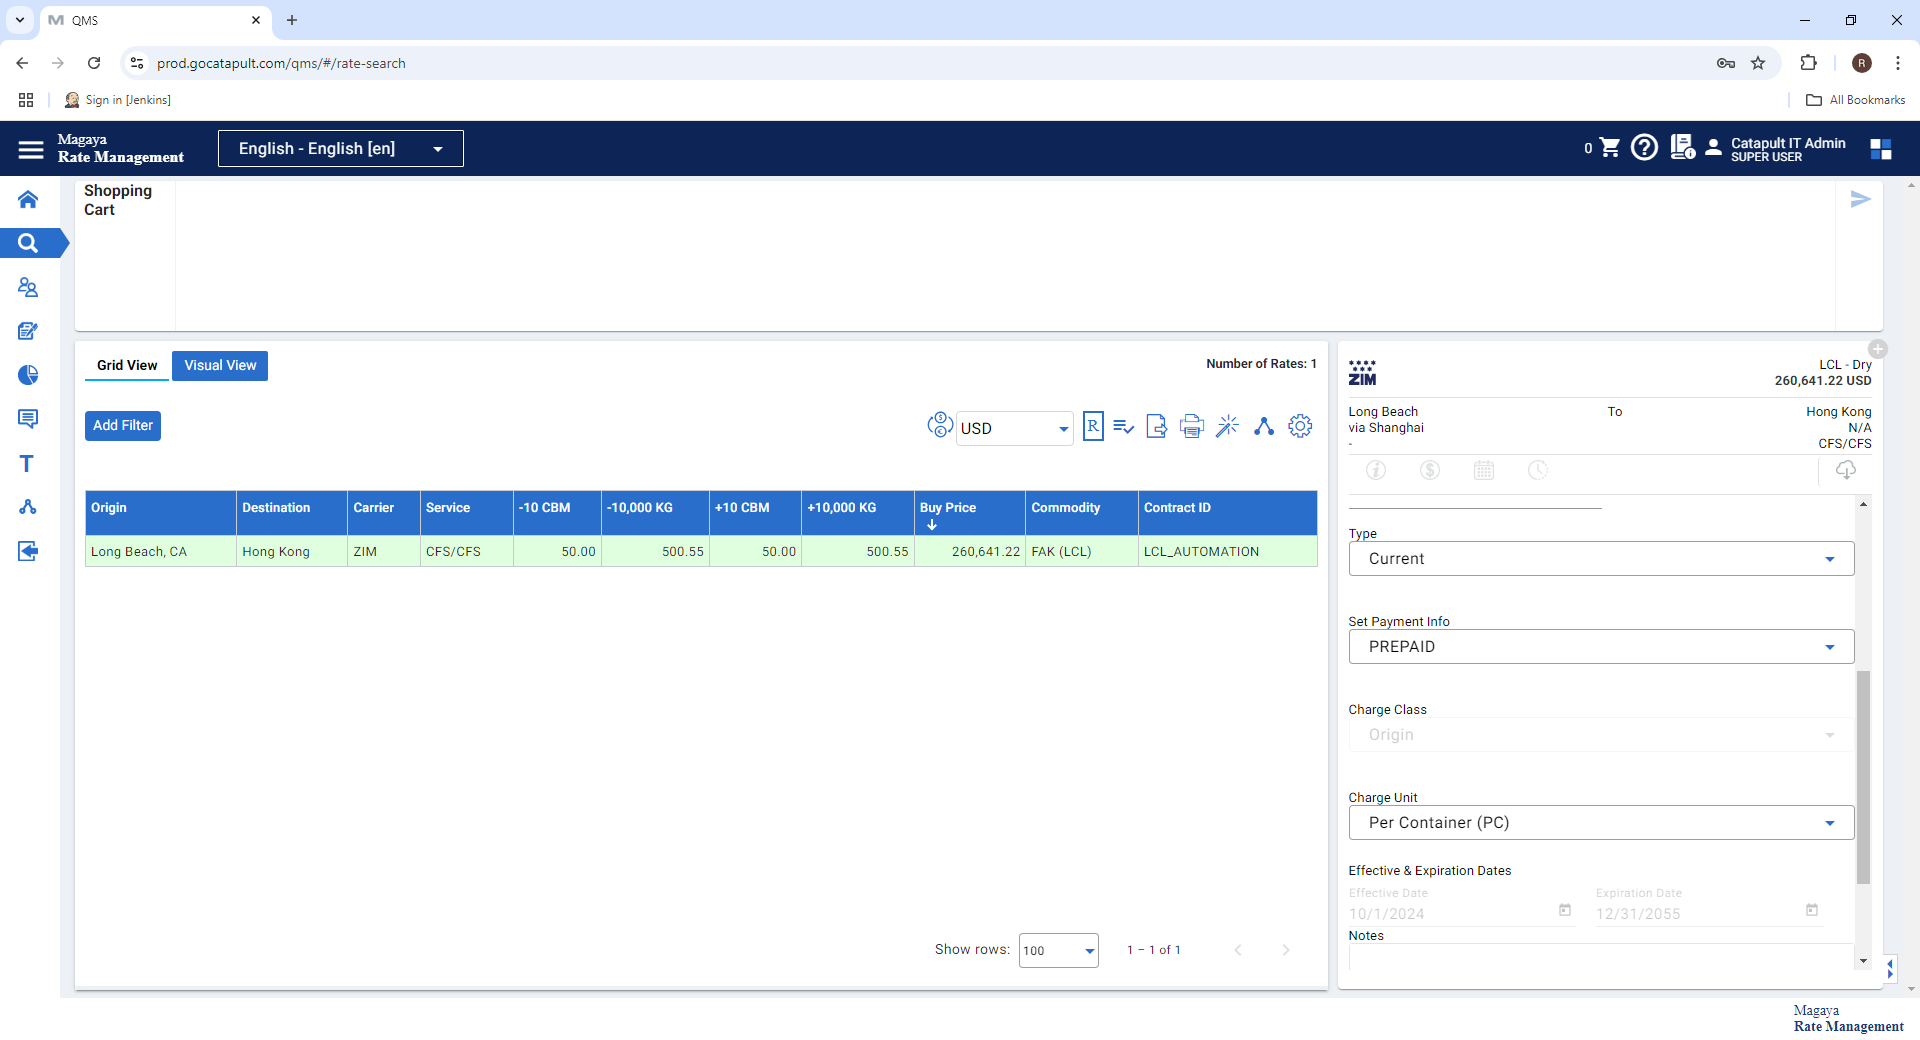 QMS
prod.gocatapult.com/qms/#/rate-search
R
Sign in [Jenkins]
All Bookmarks
Magaya
Rate Management
English - English [en]
0
Catapult IT Admin
SUPER USER
Shopping
Cart
Grid View
Visual View
Number of Rates: 1
Add Filter
USD
R
Origin
Destination
Carrier
Service
-10 CBM
-10,000 KG
+10 CBM
+10,000 KG
Buy Price
Commodity
Contract ID
Long Beach, CA
Hong Kong
ZIM
CFS/CFS
50.00
500.55
50.00
500.55
260,641.22
FAK (LCL)
LCL_AUTOMATION
Show rows:
100
1 – 1 of 1
ZIM
LCL - Dry
260,641.22 USD
Long Beach
To
Hong Kong
via Shanghai
N/A
-
CFS/CFS
Type
Current
Set Payment Info
PREPAID
Charge Class
Origin
Charge Unit
Per Container (PC)
Effective & Expiration Dates
Effective Date
Expiration Date
10/1/2024
12/31/2055
Notes
Magaya
Rate Management
T